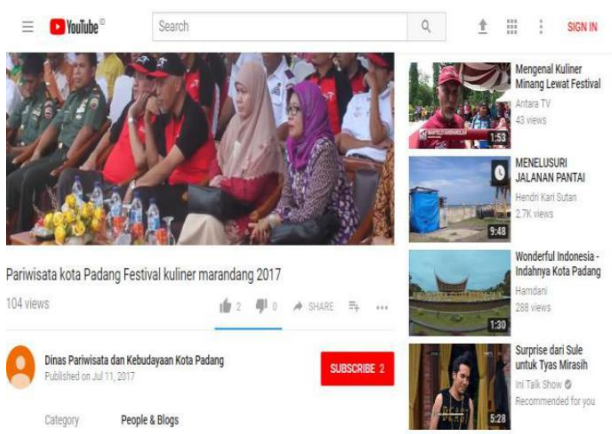 YouTube ID
Search
SIGN IN
Mengenal Kuliner
Minang Lewat Festival
Antara TV
43 views
1:53
MENELUSURI
JALANAN PANTAI
Hendri Kari Sutan
2.7K views
9:48
Wonderful Indonesia -
Indahnya Kota Padang
Hamdani
288 views
1:30
Surprise dari Sule
untuk Tyas Mirasih
Ini Talk Show
Recommended for you
5:28
Pariwisata kota Padang Festival kuliner marandang 2017
104 views
2
0
SHARE
Dinas Pariwisata dan Kebudayaan Kota Padang
Published on Jul 11, 2017
SUBSCRIBE 2
Category
People & Blogs